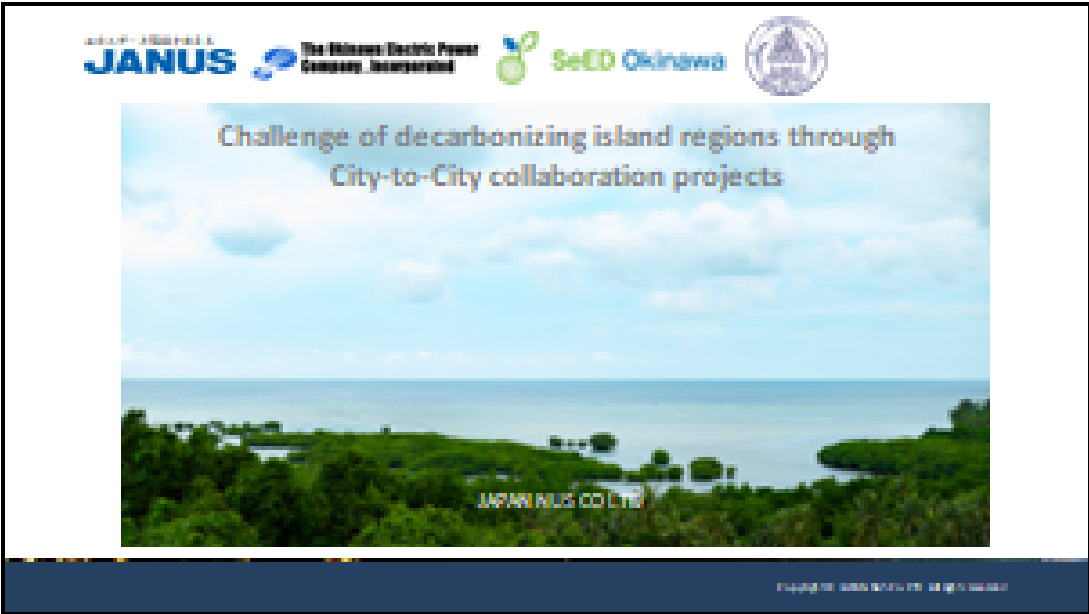 JANUS
The Okinawa Electric Power
Company, Incorporated
SeED Okinawa
Challenge of decarbonizing island regions through
City-to-City collaboration projects
JAPAN NUS CO LTD